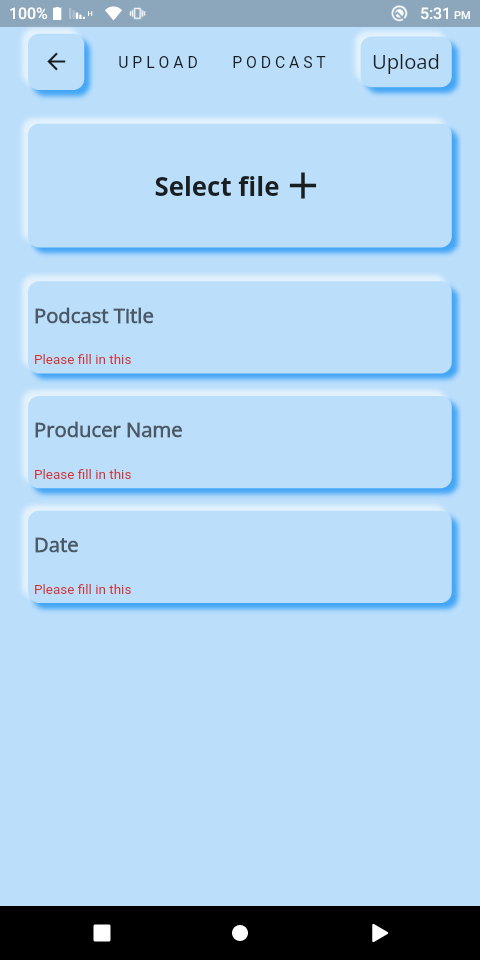 100% H 5:31 PM
UPLOAD PODCAST Upload
Select file
Podcast Title
Please fill in this
Producer Name
Please fill in this
Date
Please fill in this